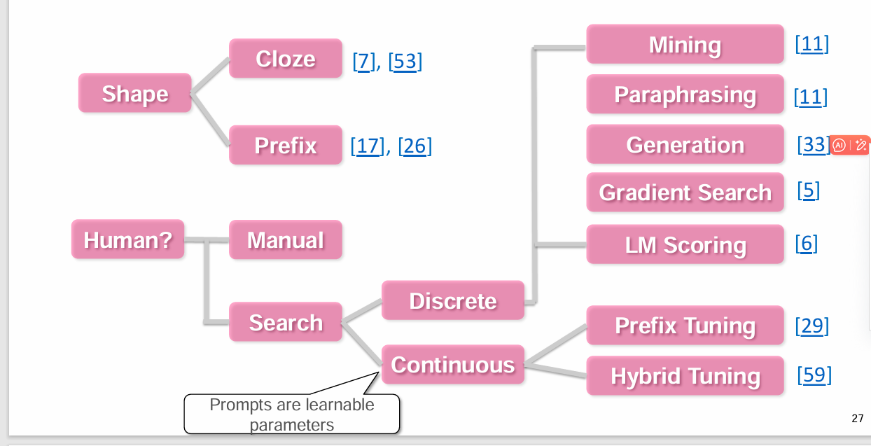 Shape
Cloze [7], [53]
Prefix [17], [26]
Human?
Manual
Search
Discrete
Continuous
Prompts are learnable
parameters
Mining [11]
Paraphrasing [11]
Generation [33]
AI
Gradient Search [5]
LM Scoring [6]
Prefix Tuning [29]
Hybrid Tuning [59]
27